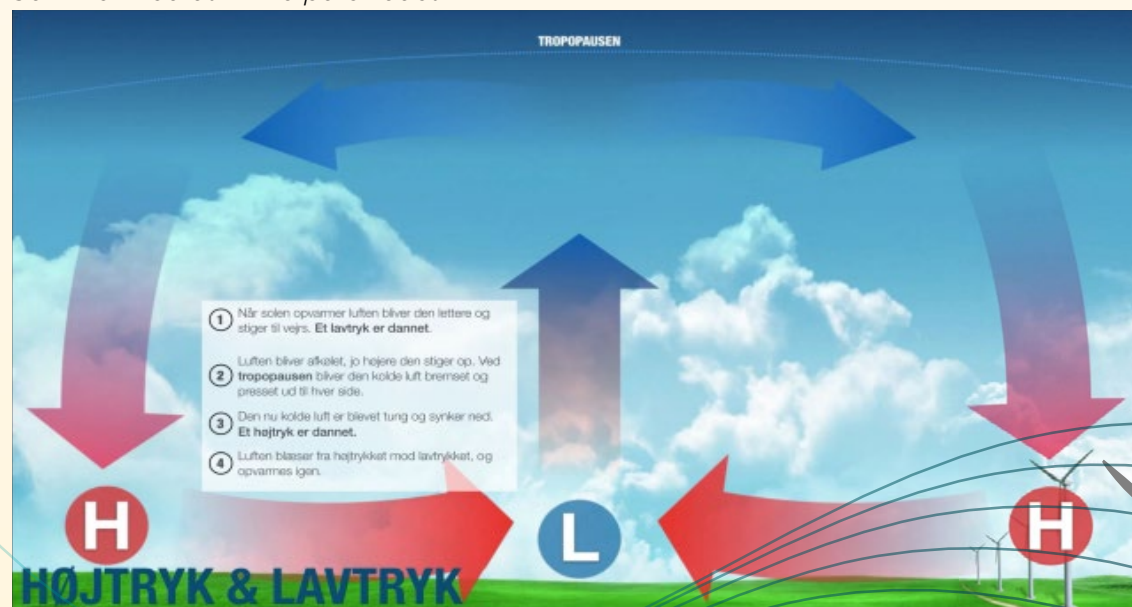 TROPOPAUSEN
1 Når solen opvarmer luften bliver den lettere og
stiger til vejrs. Et lavtryk er dannet.
2 Luften bliver afkølet, jo højere den stiger op. Ved
tropopausen bliver den kolde luft bremset og
presset ud til hver side.
3 Den nu kolde luft er blevet tung og synker ned.
Et højtryk er dannet.
4 Luften blæser fra højtrykket mod lavtrykket, og
opvarmes igen.
H
L
H
HØJTRYK & LAVTRYK